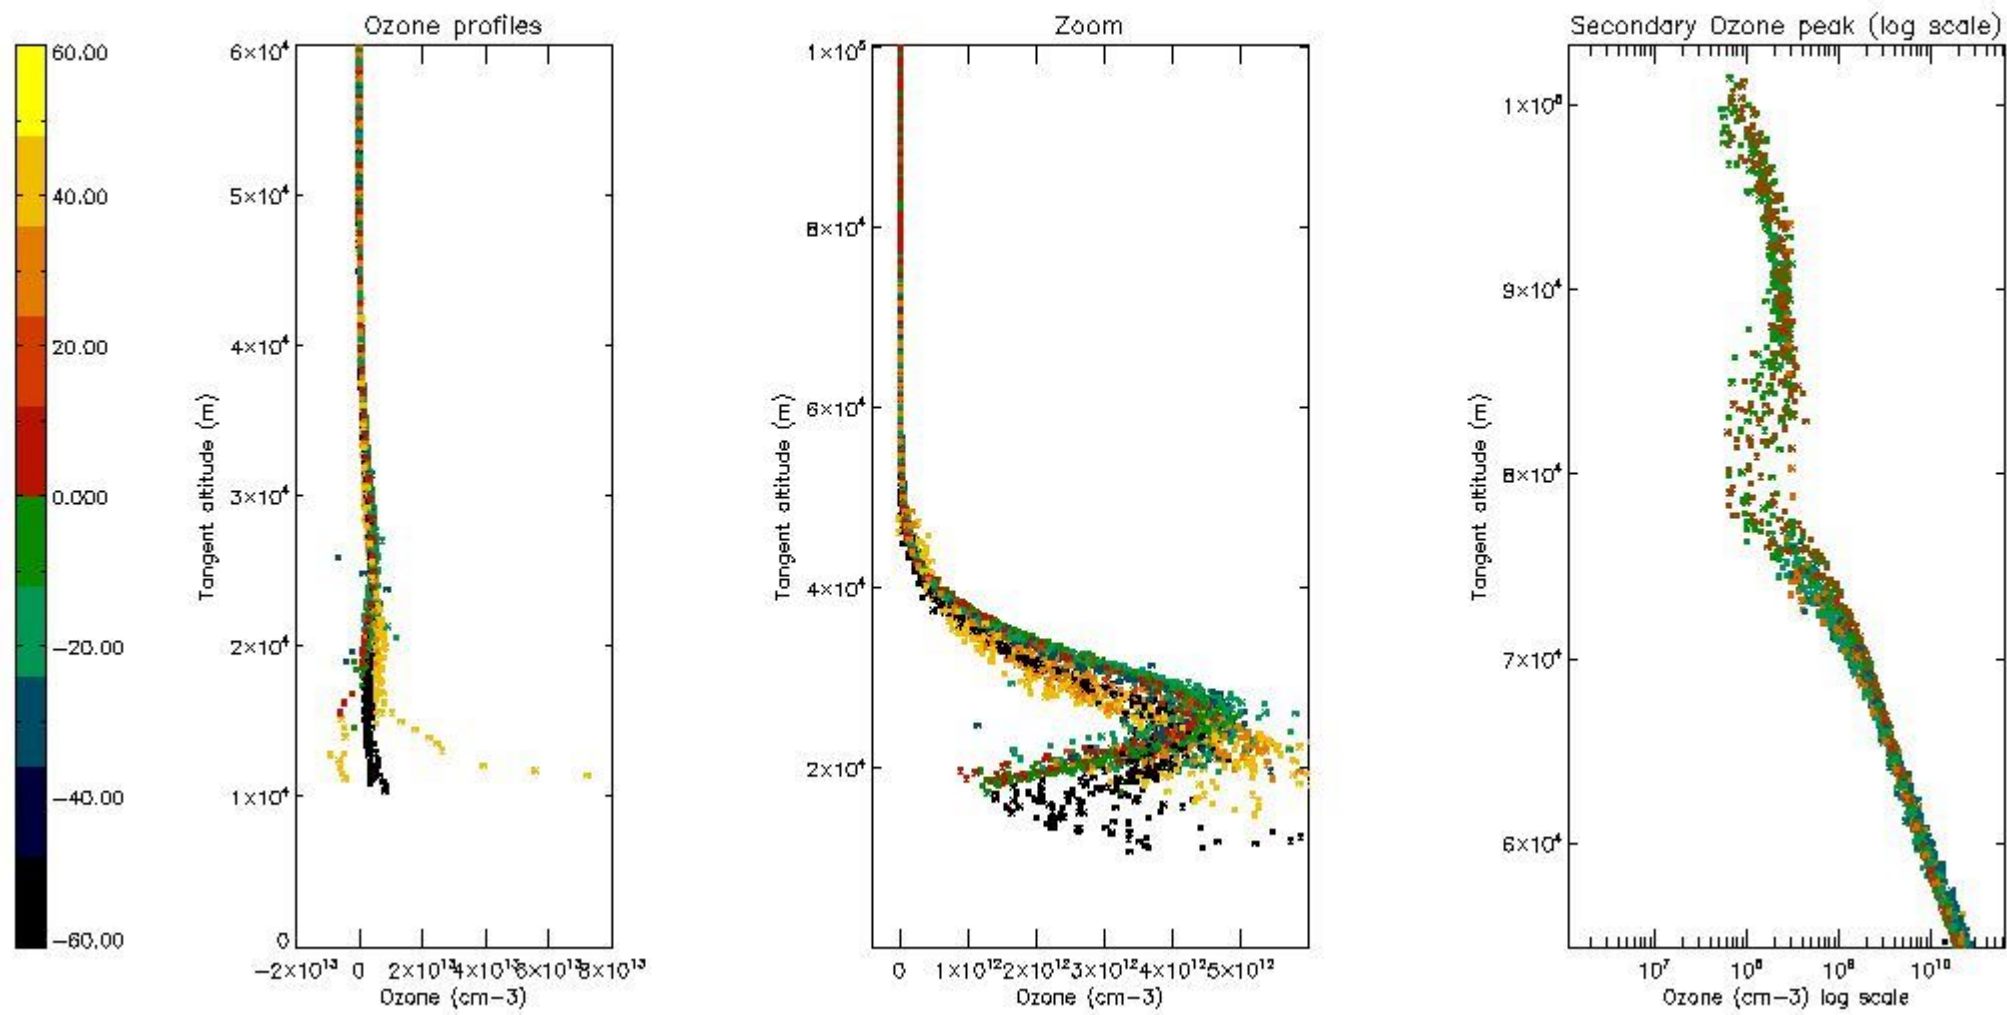 Ozone profiles
Zoom
Secondary Ozone peak (log scale)
60.00
40.00
20.00
0.000
−20.00
−40.00
−60.00
6×10⁴
5×10⁴
4×10⁴
3×10⁴
2×10⁴
1×10⁴
0
Tangent altitude (m)
−2×10¹³ 0 2×10¹³ 4×10¹³ 6×10¹³ 8×10¹³
Ozone (cm−3)
1×10⁵
8×10⁴
6×10⁴
4×10⁴
2×10⁴
Tangent altitude (m)
0 1×10¹² 2×10¹² 3×10¹² 4×10¹² 5×10¹²
Ozone (cm−3)
9×10⁴
8×10⁴
7×10⁴
6×10⁴
Tangent altitude (m)
10⁷ 10⁸ 10⁹ 10¹⁰
Ozone (cm−3) log scale